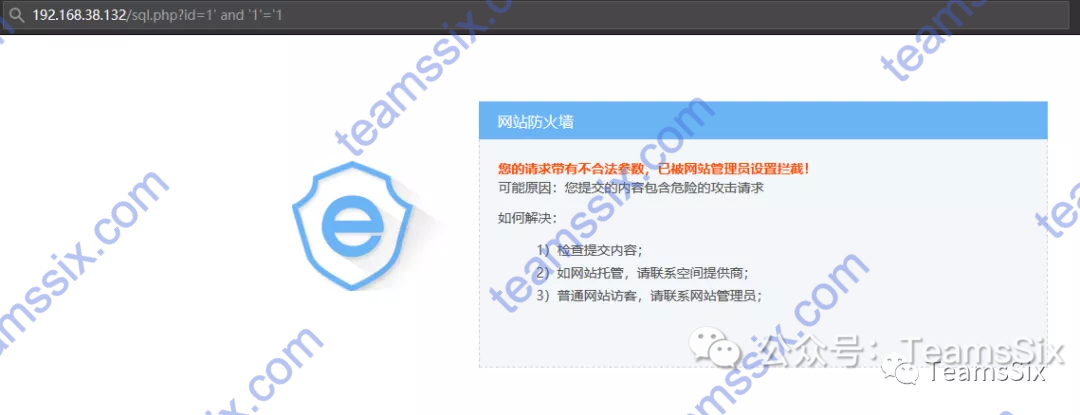 192.168.38.132/sql.php?id=1' and '1'='1
网站防火墙
您的请求带有不合法参数，已被网站管理员设置拦截！
可能原因：您提交的内容包含危险的攻击请求
如何解决：
1）检查提交内容；
2）如网站托管，请联系空间提供商；
3）普通网站访客，请联系网站管理员；
e
teamssix.com
teamssix.com
teamssix.com
teamssix.com
teamssix.com
公众号：TeamsSix
TeamsSix